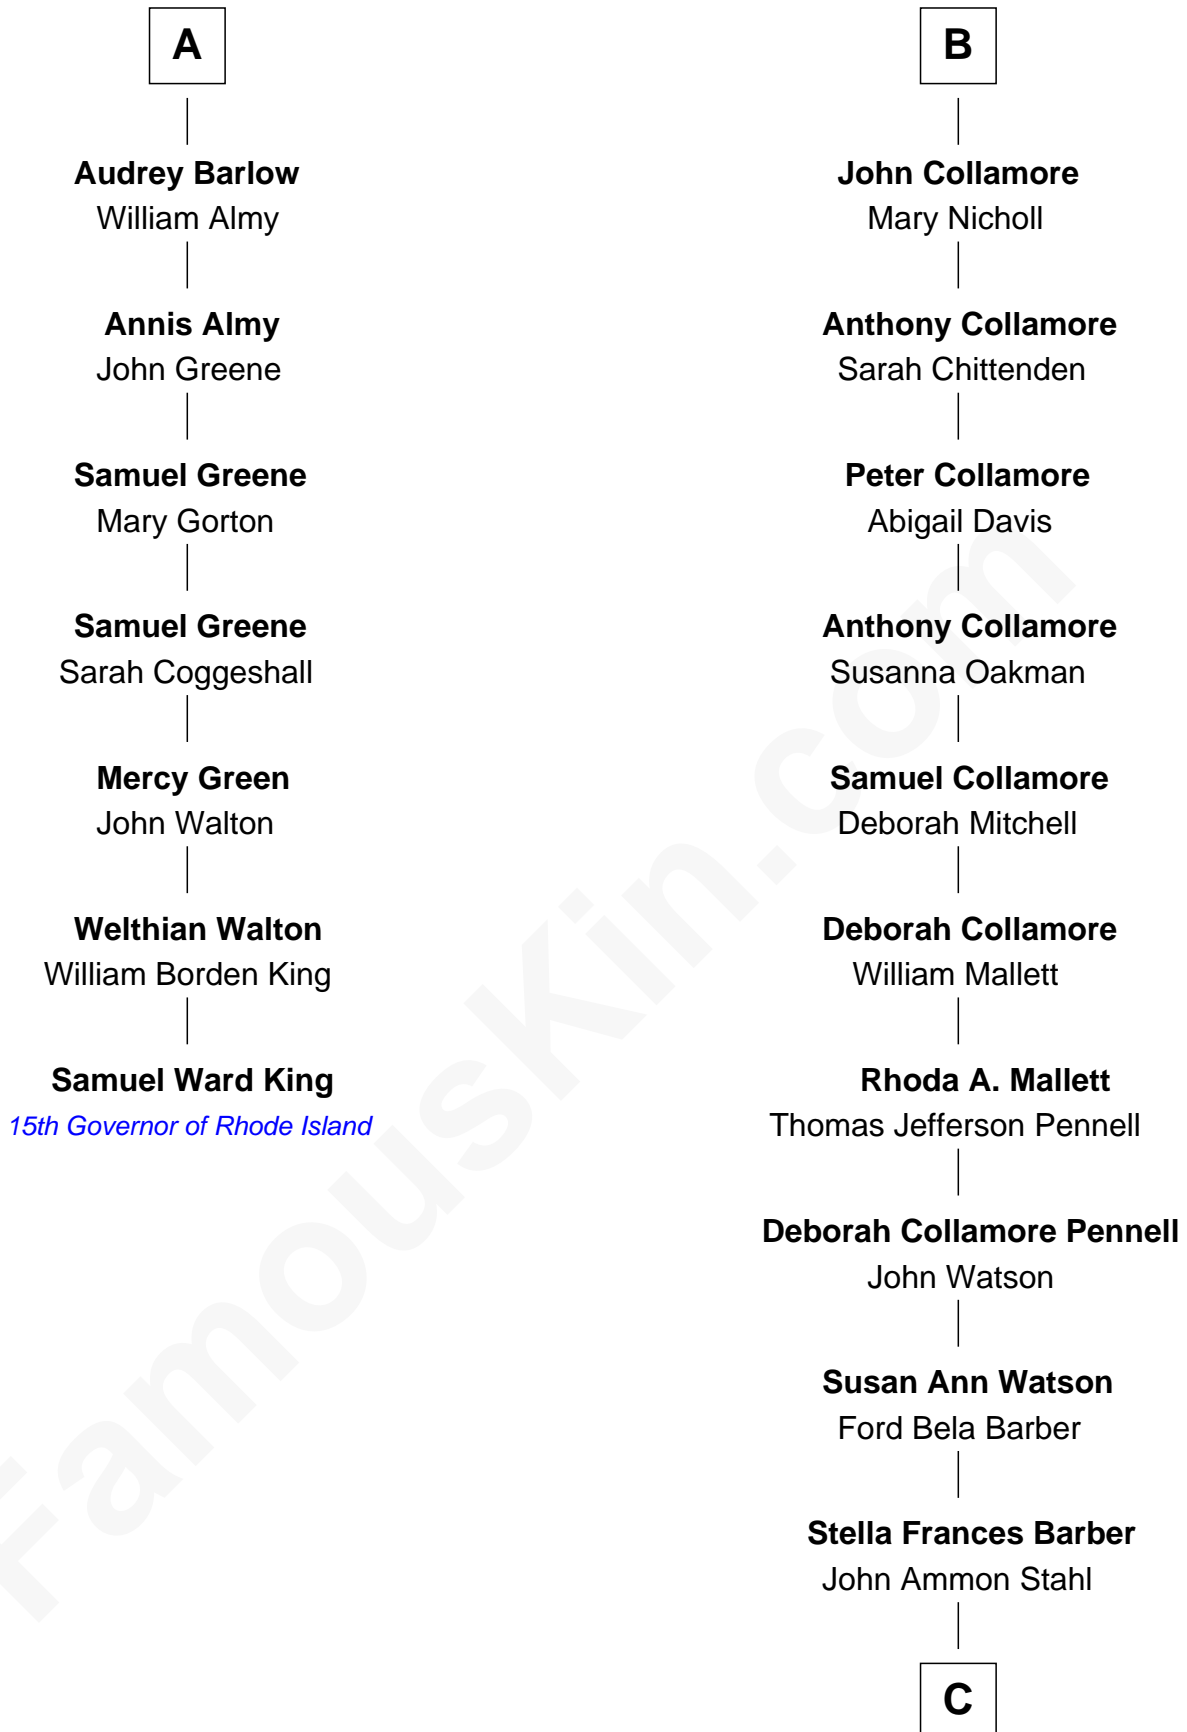 A
Audrey Barlow
William Almy
Annis Almy
John Greene
Samuel Greene
Mary Gorton
Samuel Greene
Sarah Coggeshall
Mercy Green
John Walton
Welthian Walton
William Borden King
Samuel Ward King
15th Governor of Rhode Island
B
John Collamore
Mary Nicholl
Anthony Collamore
Sarah Chittenden
Peter Collamore
Abigail Davis
Anthony Collamore
Susanna Oakman
Samuel Collamore
Deborah Mitchell
Deborah Collamore
William Mallett
Rhoda A. Mallett
Thomas Jefferson Pennell
Deborah Collamore Pennell
John Watson
Susan Ann Watson
Ford Bela Barber
Stella Frances Barber
John Ammon Stahl
C
FamousKin.com